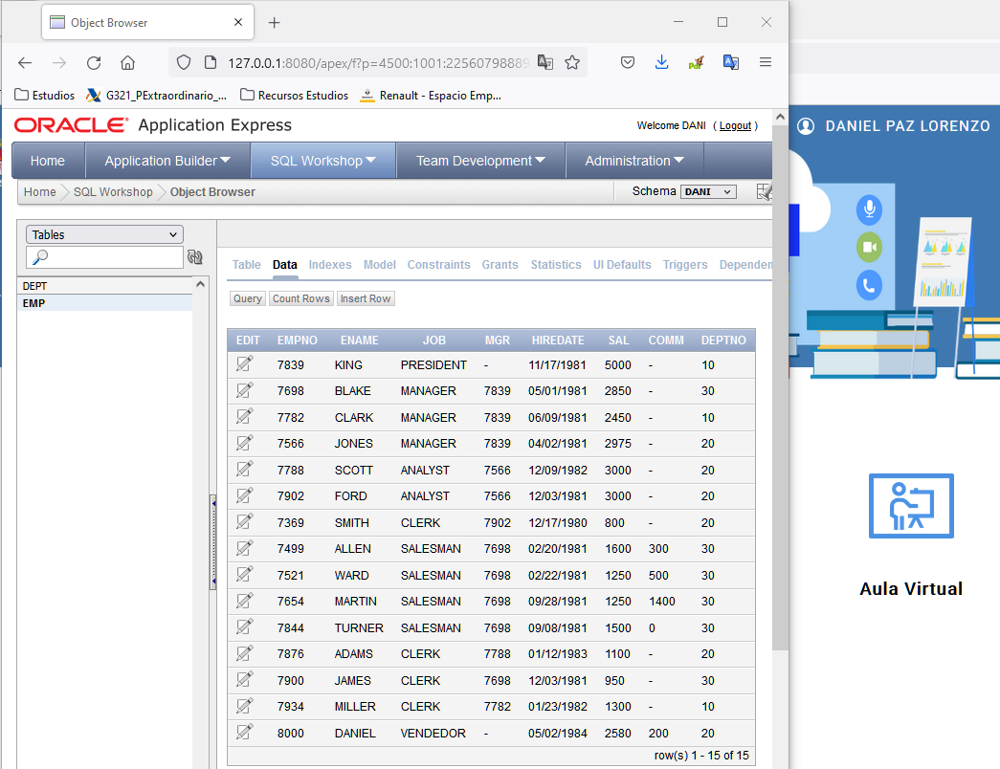 Object Browser
127.0.0.1:8080/apex/f?p=4500:1001:22560798889
Estudios G321_PExtraordinario_... Recursos Estudios Renault - Espacio Emp...
ORACLE® Application Express
Welcome DANI ( Logout )
DANIEL PAZ LORENZO
Home Application Builder SQL Workshop Team Development Administration
Home SQL Workshop Object Browser Schema DANI
Tables
Table Data Indexes Model Constraints Grants Statistics UI Defaults Triggers Dependen
DEPT
EMP
Query Count Rows Insert Row
EDIT EMPNO ENAME JOB MGR HIREDATE SAL COMM DEPTNO
7839 KING PRESIDENT - 11/17/1981 5000 - 10
7698 BLAKE MANAGER 7839 05/01/1981 2850 - 30
7782 CLARK MANAGER 7839 06/09/1981 2450 - 10
7566 JONES MANAGER 7839 04/02/1981 2975 - 20
7788 SCOTT ANALYST 7566 12/09/1982 3000 - 20
7902 FORD ANALYST 7566 12/03/1981 3000 - 20
7369 SMITH CLERK 7902 12/17/1980 800 - 20
7499 ALLEN SALESMAN 7698 02/20/1981 1600 300 30
7521 WARD SALESMAN 7698 02/22/1981 1250 500 30
7654 MARTIN SALESMAN 7698 09/28/1981 1250 1400 30
7844 TURNER SALESMAN 7698 09/08/1981 1500 0 30
7876 ADAMS CLERK 7788 01/12/1983 1100 - 20
7900 JAMES CLERK 7698 12/03/1981 950 - 30
7934 MILLER CLERK 7782 01/23/1982 1300 - 10
8000 DANIEL VENDEDOR - 05/02/1984 2580 200 20
row(s) 1 - 15 of 15
Aula Virtual